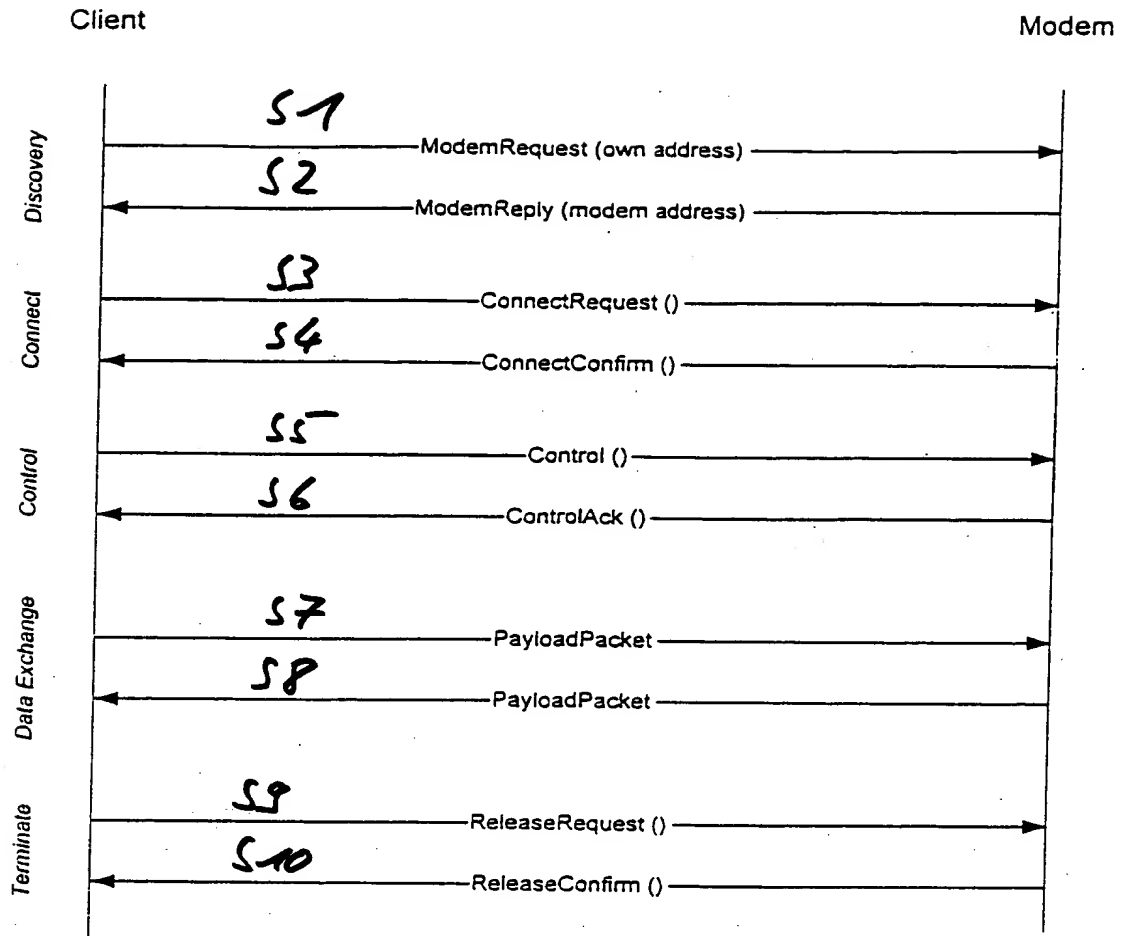 Client
Modem
Discovery
S1
ModemRequest (own address)
S2
ModemReply (modem address)
Connect
S3
ConnectRequest ()
S4
ConnectConfirm ()
Control
S5
Control ()
S6
ControlAck ()
Data Exchange
S7
PayloadPacket
S8
PayloadPacket
Terminate
S9
ReleaseRequest ()
S10
ReleaseConfirm ()